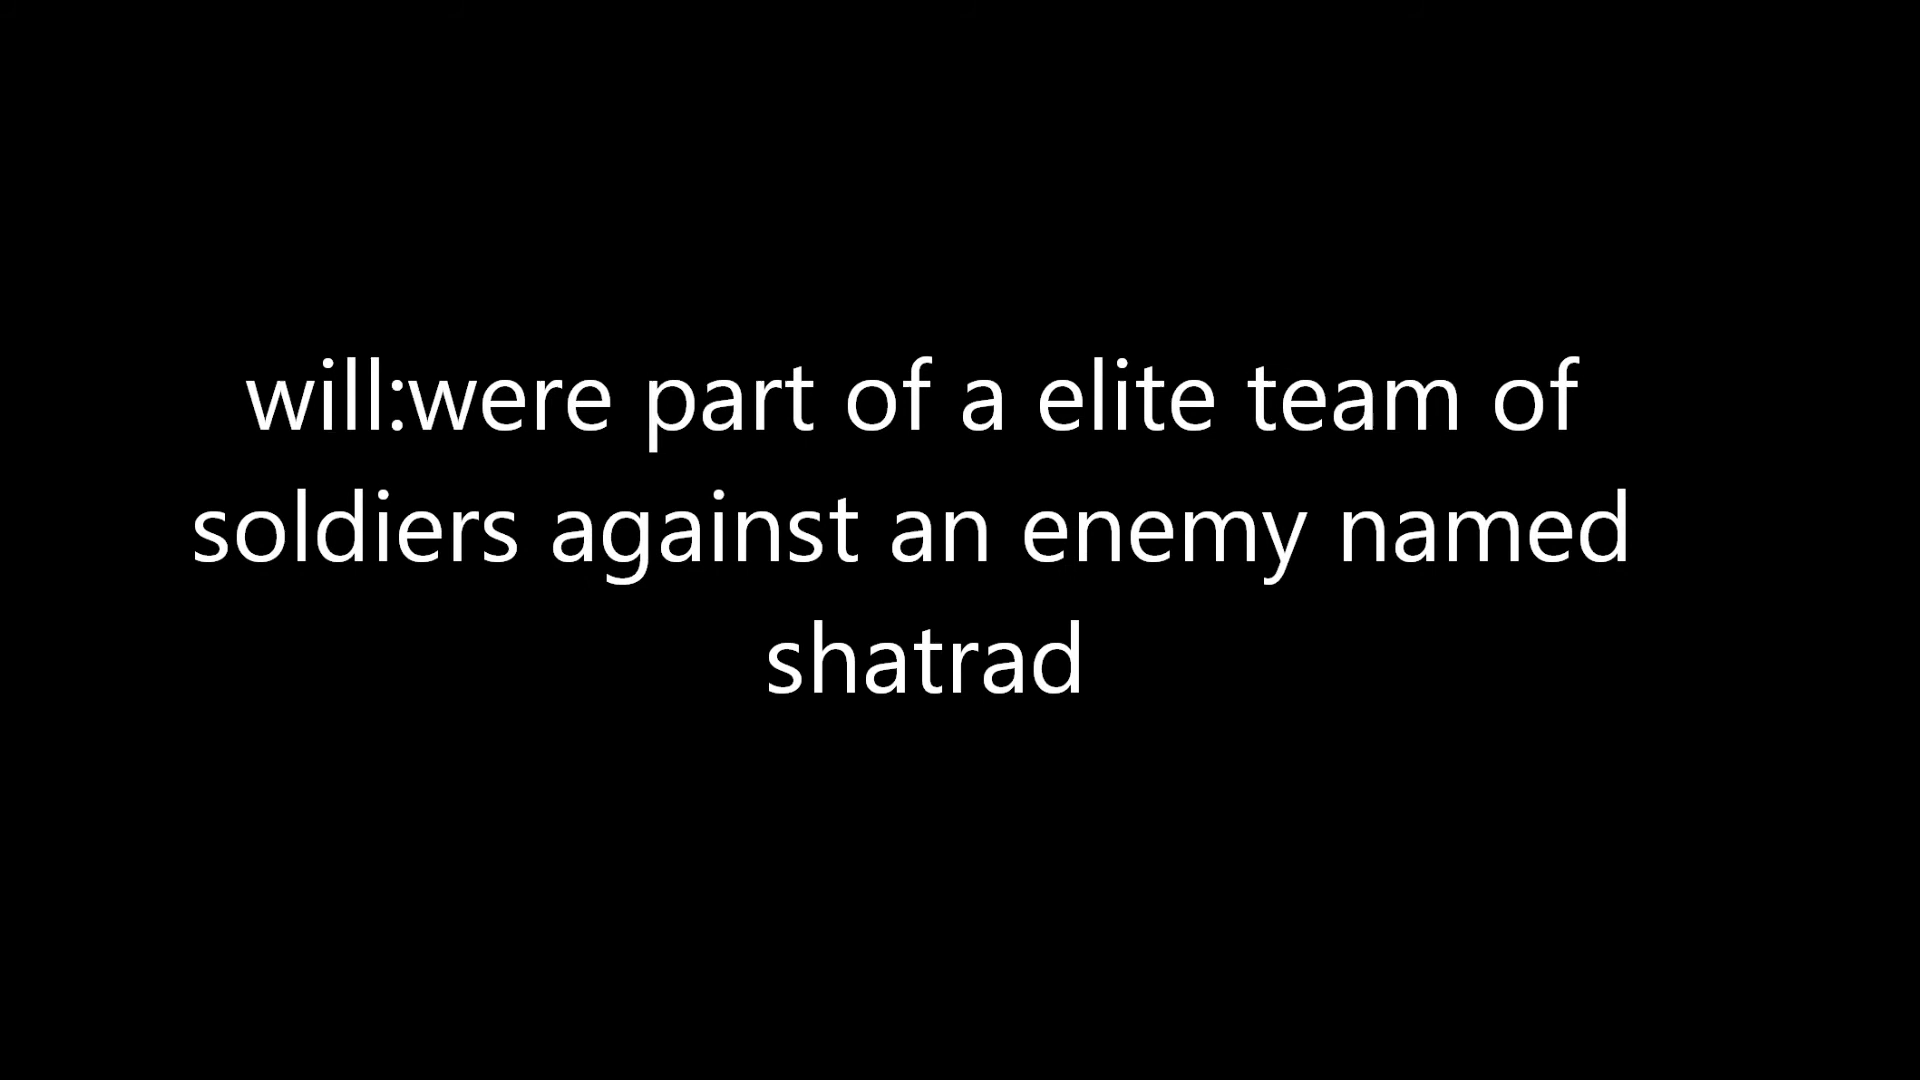 will:were part of a elite team of
soldiers against an enemy named
shatrad